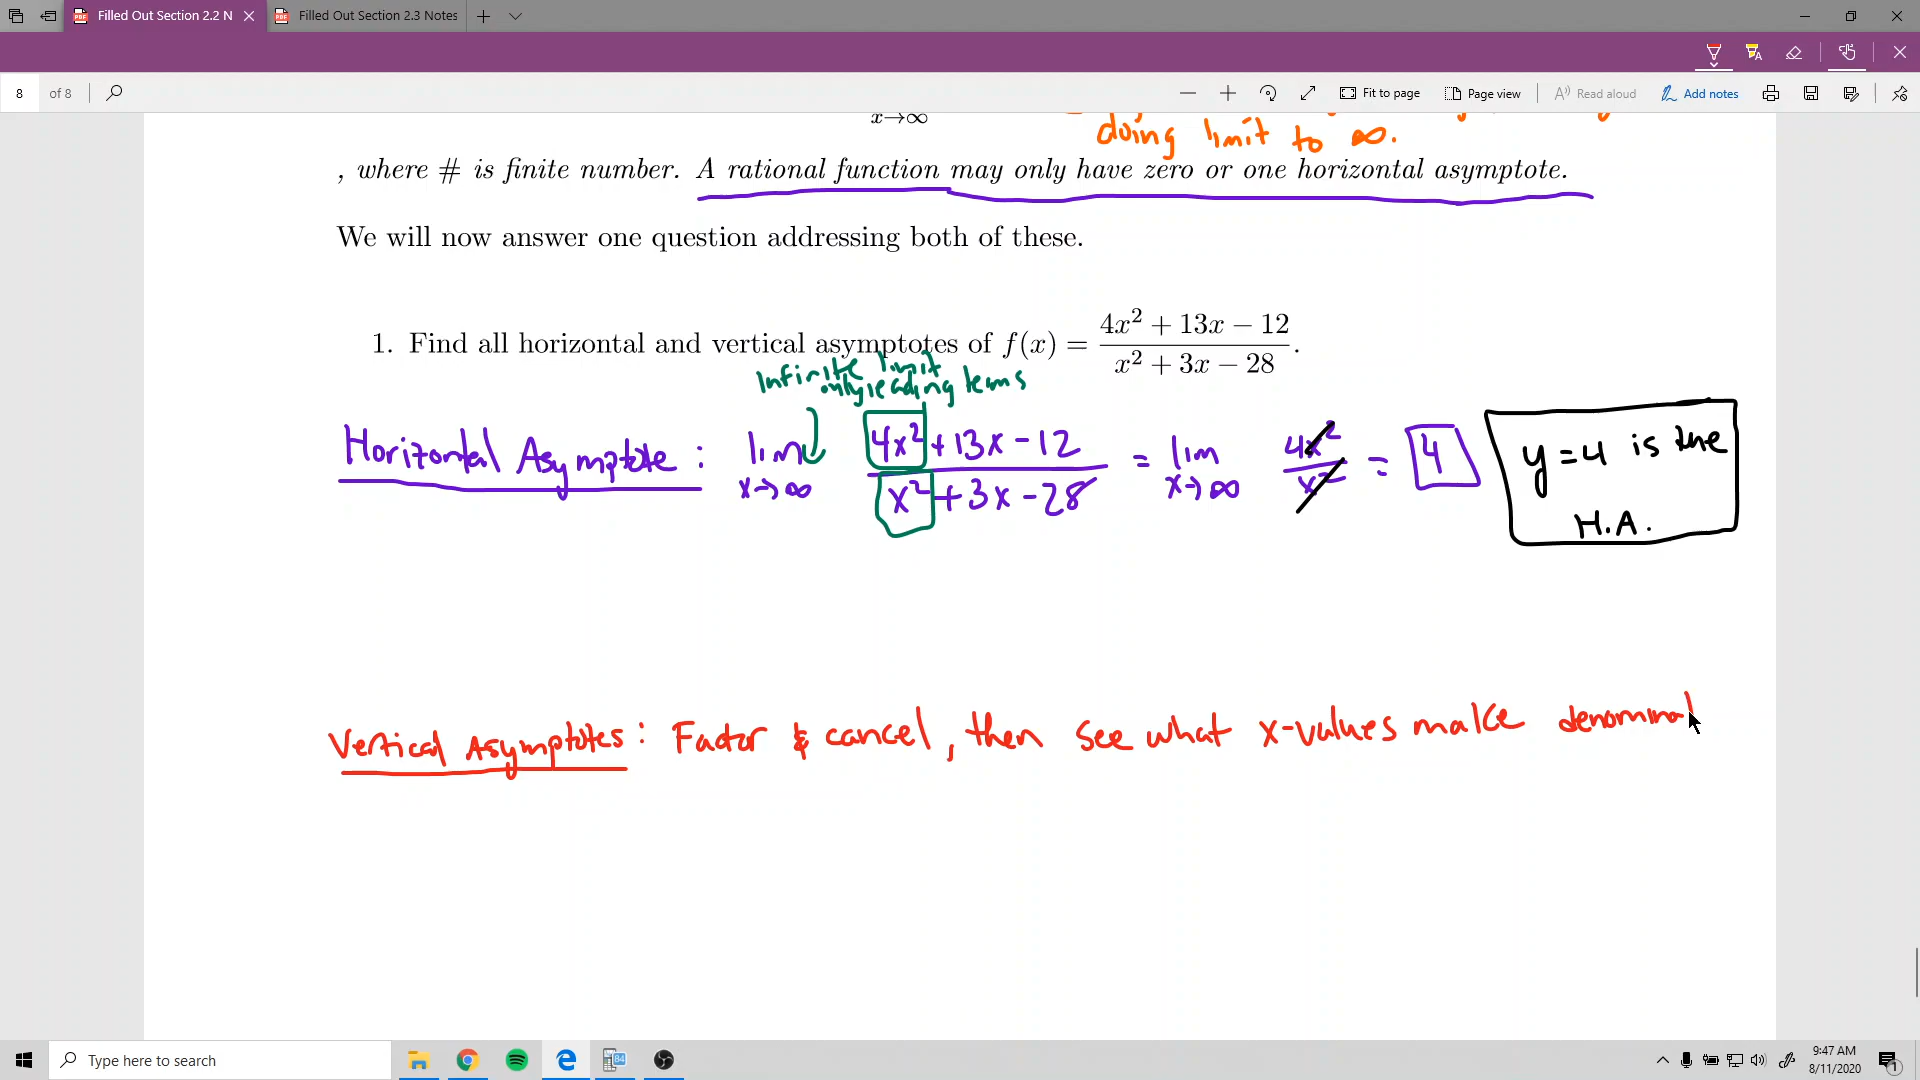 Filled Out Section 2.2 N
Filled Out Section 2.3 Notes
8 of 8
Fit to page
Page view
Read aloud
Add notes
x→∞
doing limit to ∞.
, where # is finite number. A rational function may only have zero or one horizontal asymptote.
We will now answer one question addressing both of these.
1. Find all horizontal and vertical asymptotes of f(x) = (4x² + 13x − 12)/(x² + 3x − 28).
Infinite limit
only leading terms
Horizontal Asymptote : lim x→∞ (4x²+13x-12)/(x²+3x-28) = lim x→∞ 4x²/x² = 4
y=4 is the
H.A.
Vertical Asymptotes: Factor & cancel, then see what x-values make denominal
Type here to search
84
9:47 AM
8/11/2020
1